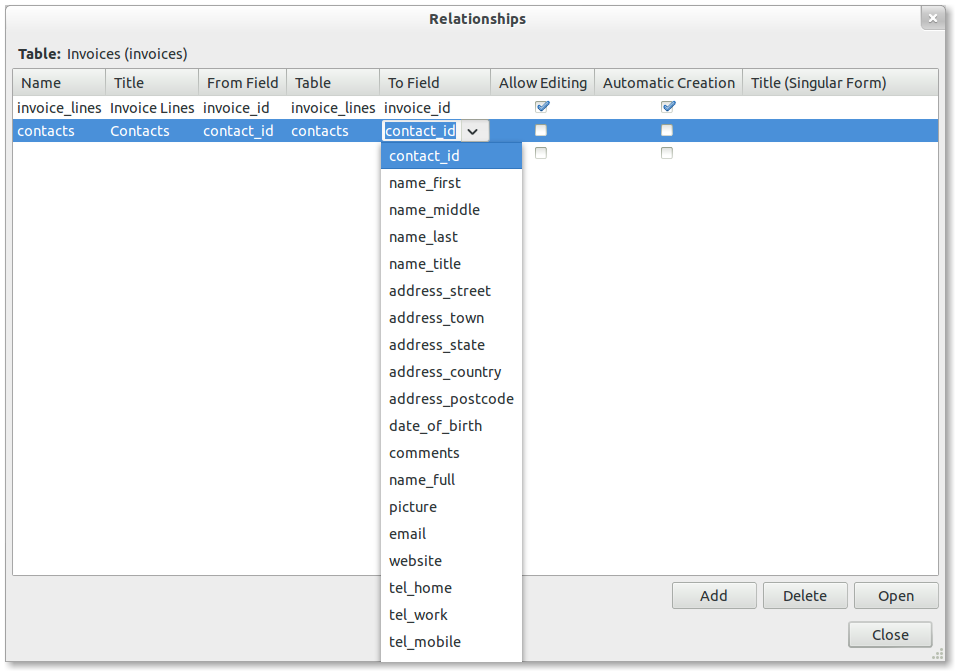 Relationships
Table: Invoices (invoices)
Name Title From Field Table To Field Allow Editing Automatic Creation Title (Singular Form)
invoice_lines Invoice Lines invoice_id invoice_lines invoice_id
contacts Contacts contact_id contacts contact_id
contact_id
name_first
name_middle
name_last
name_title
address_street
address_town
address_state
address_country
address_postcode
date_of_birth
comments
name_full
picture
email
website
tel_home
tel_work
tel_mobile
Add Delete Open
Close